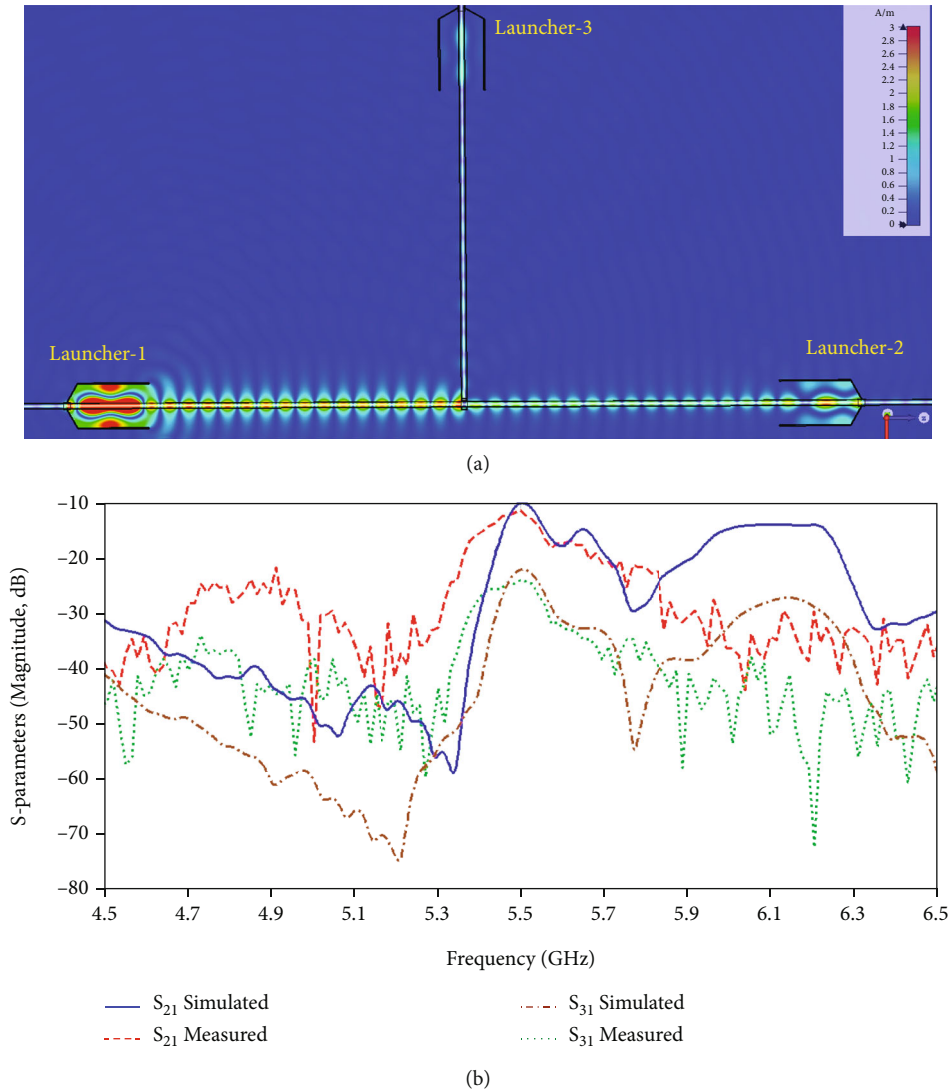 A/m
3
2.8
2.6
2.4
2.2
2
1.8
1.6
1.4
1.2
1
0.8
0.6
0.4
0.2
0
Launcher-3
Launcher-1
Launcher-2
(a)
S-parameters (Magnitude, dB)
–10
–20
–30
–40
–50
–60
–70
–80
4.5 4.7 4.9 5.1 5.3 5.5 5.7 5.9 6.1 6.3 6.5
Frequency (GHz)
S21 Simulated
S21 Measured
S31 Simulated
S31 Measured
(b)